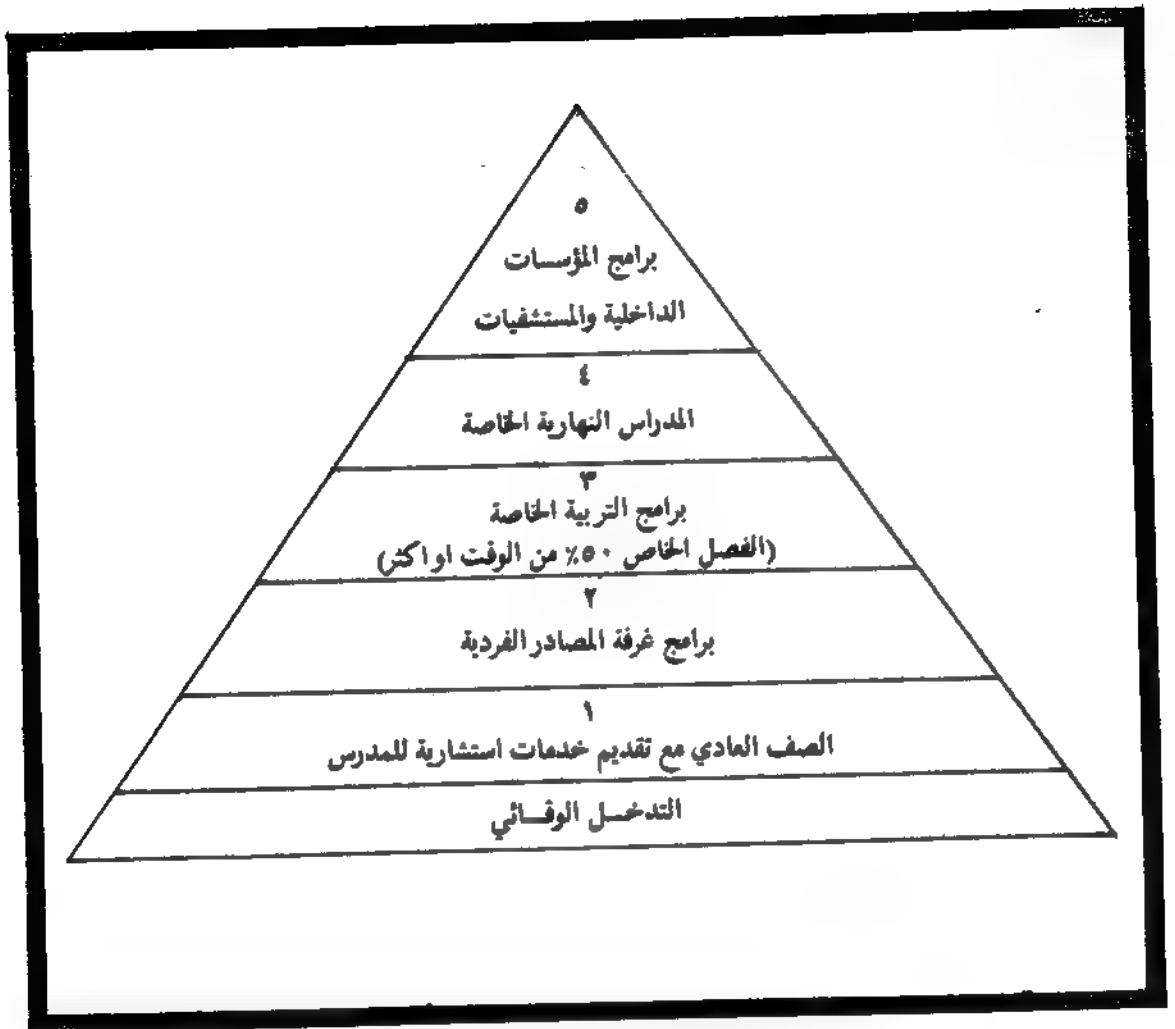 ٥
برامج المؤسسات
الداخلية والمستشفيات
٤
المدارس النهارية الخاصة
٣
برامج التربية الخاصة
(الفصل الخاص ٥٠٪ من الوقت او اكثر)
٢
برامج غرفة المصادر الفردية
١
الصف العادي مع تقديم خدمات استشارية للمدرس
التدخل الوقائي